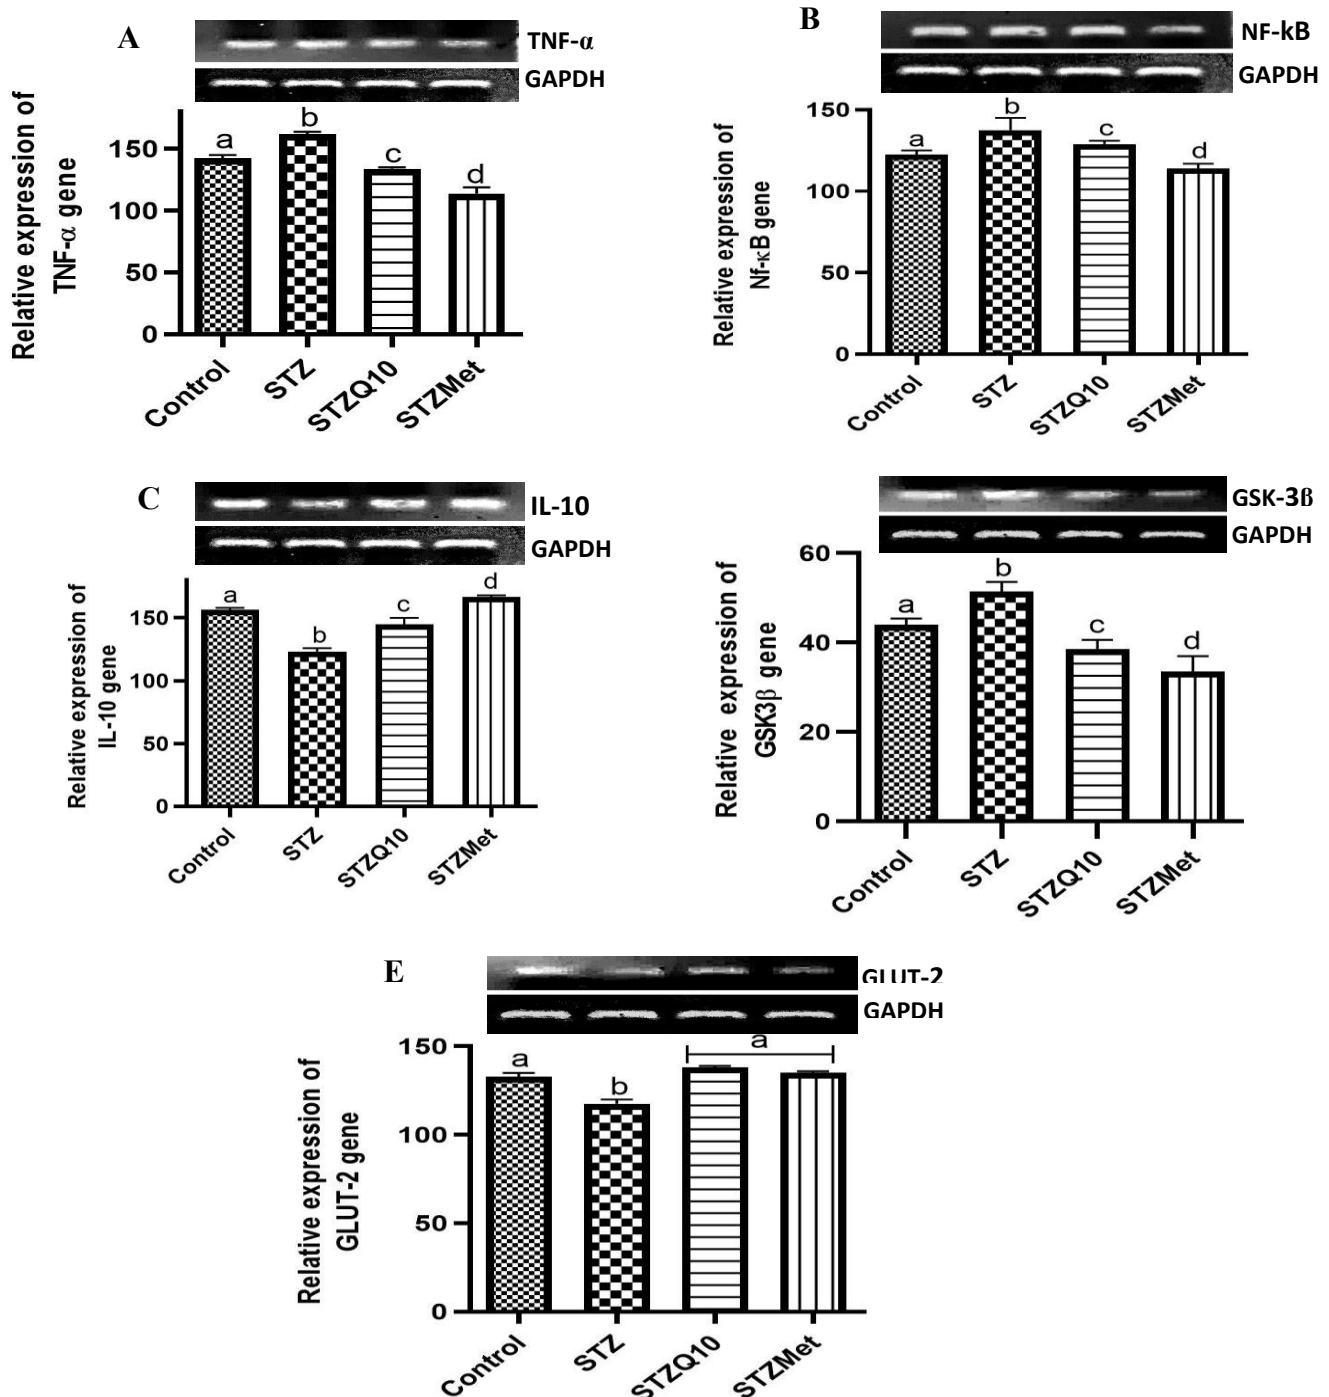 A
TNF-α
GAPDH
Relative expression of
TNF-α gene
150
100
50
0
a
b
c
d
Control
STZ
STZQ10
STZMet
B
NF-kB
GAPDH
Relative expression of
Nf-κB gene
150
100
50
0
a
b
c
d
Control
STZ
STZQ10
STZMet
C
IL-10
GAPDH
Relative expression of
IL-10 gene
150
100
50
0
a
b
c
d
Control
STZ
STZQ10
STZMet
GSK-3ß
GAPDH
Relative expression of
GSK3β gene
60
40
20
0
a
b
c
d
Control
STZ
STZQ10
STZMet
E
GLUT-2
GAPDH
Relative expression of
GLUT-2 gene
150
100
50
0
a
b
a
Control
STZ
STZQ10
STZMet